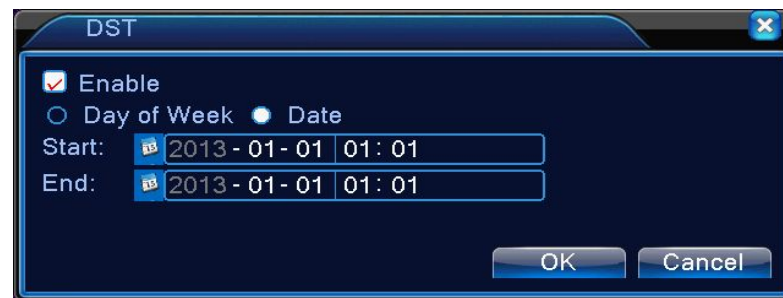 DST
Enable
Day of Week Date
Start: 2013-01-01 01:01
End: 2013-01-01 01:01
OK Cancel